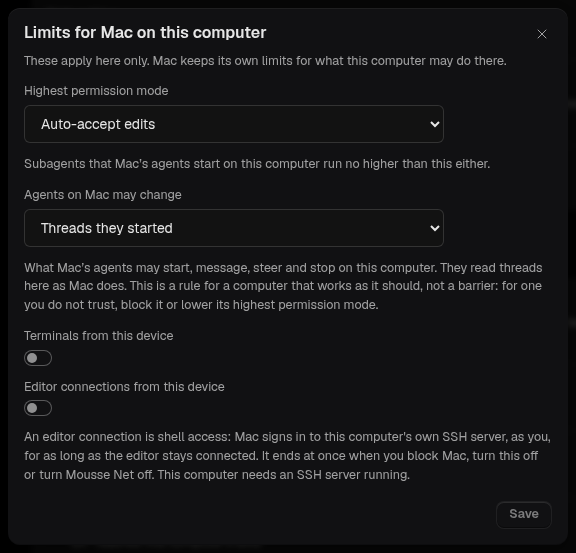 Limits for Mac on this computer
These apply here only. Mac keeps its own limits for what this computer may do there.
Highest permission mode
Auto-accept edits
Subagents that Mac's agents start on this computer run no higher than this either.
Agents on Mac may change
Threads they started
What Mac's agents may start, message, steer and stop on this computer. They read threads
here as Mac does. This is a rule for a computer that works as it should, not a barrier: for one
you do not trust, block it or lower its highest permission mode.
Terminals from this device
Editor connections from this device
An editor connection is shell access: Mac signs in to this computer's own SSH server, as you,
for as long as the editor stays connected. It ends at once when you block Mac, turn this off
or turn Mousse Net off. This computer needs an SSH server running.
Save